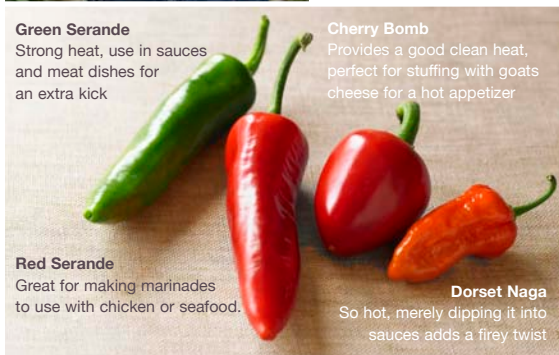 Green Serande
Strong heat, use in sauces
and meat dishes for
an extra kick
Cherry Bomb
Provides a good clean heat,
perfect for stuffing with goats
cheese for a hot appetizer
Red Serande
Great for making marinades
to use with chicken or seafood.
Dorset Naga
So hot, merely dipping it into
sauces adds a firey twist